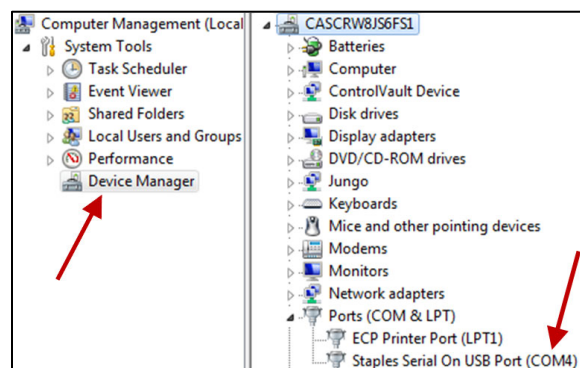 Computer Management (Local
System Tools
Task Scheduler
Event Viewer
Shared Folders
Local Users and Groups
Performance
Device Manager
CASCRW8JS6FS1
Batteries
Computer
ControlVault Device
Disk drives
Display adapters
DVD/CD-ROM drives
Jungo
Keyboards
Mice and other pointing devices
Modems
Monitors
Network adapters
Ports (COM & LPT)
ECP Printer Port (LPT1)
Staples Serial On USB Port (COM4)